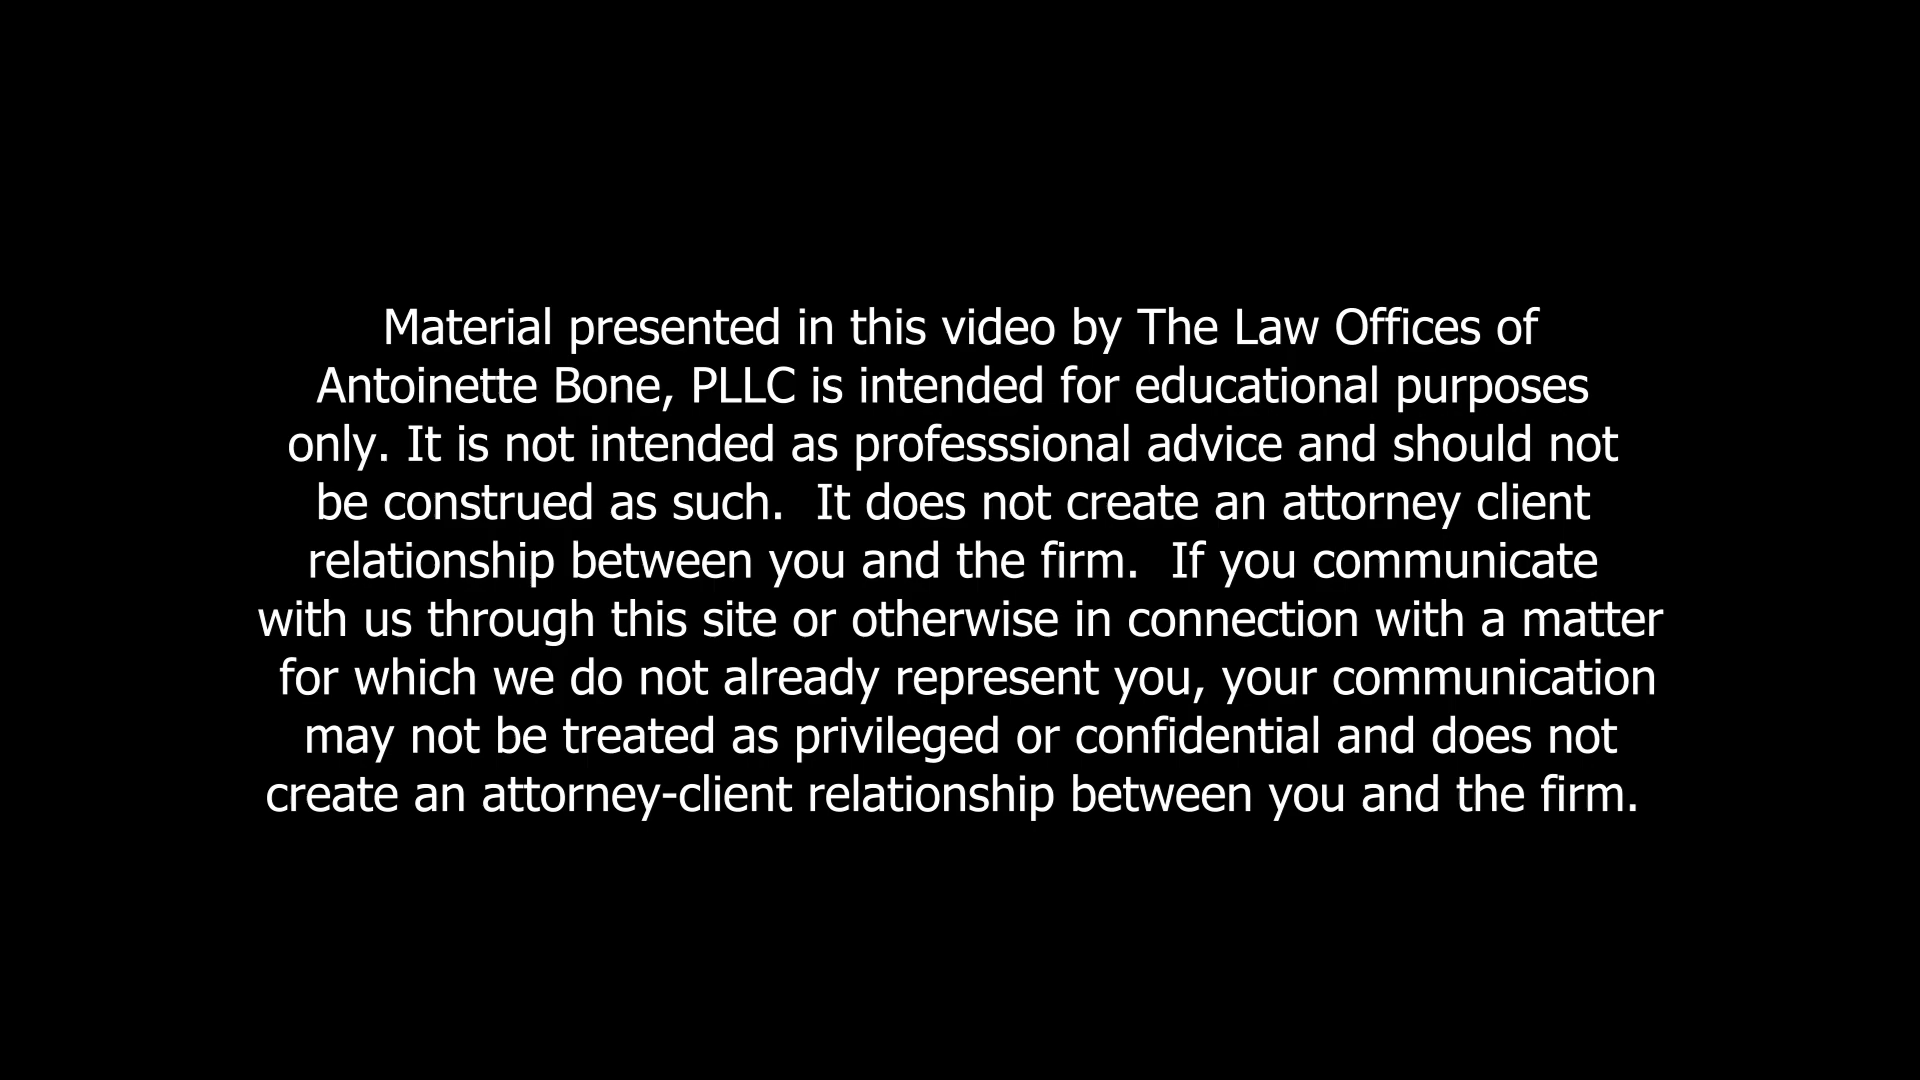 Material presented in this video by The Law Offices of
Antoinette Bone, PLLC is intended for educational purposes
only. It is not intended as professsional advice and should not
be construed as such.  It does not create an attorney client
relationship between you and the firm.  If you communicate
with us through this site or otherwise in connection with a matter
for which we do not already represent you, your communication
may not be treated as privileged or confidential and does not
create an attorney-client relationship between you and the firm.